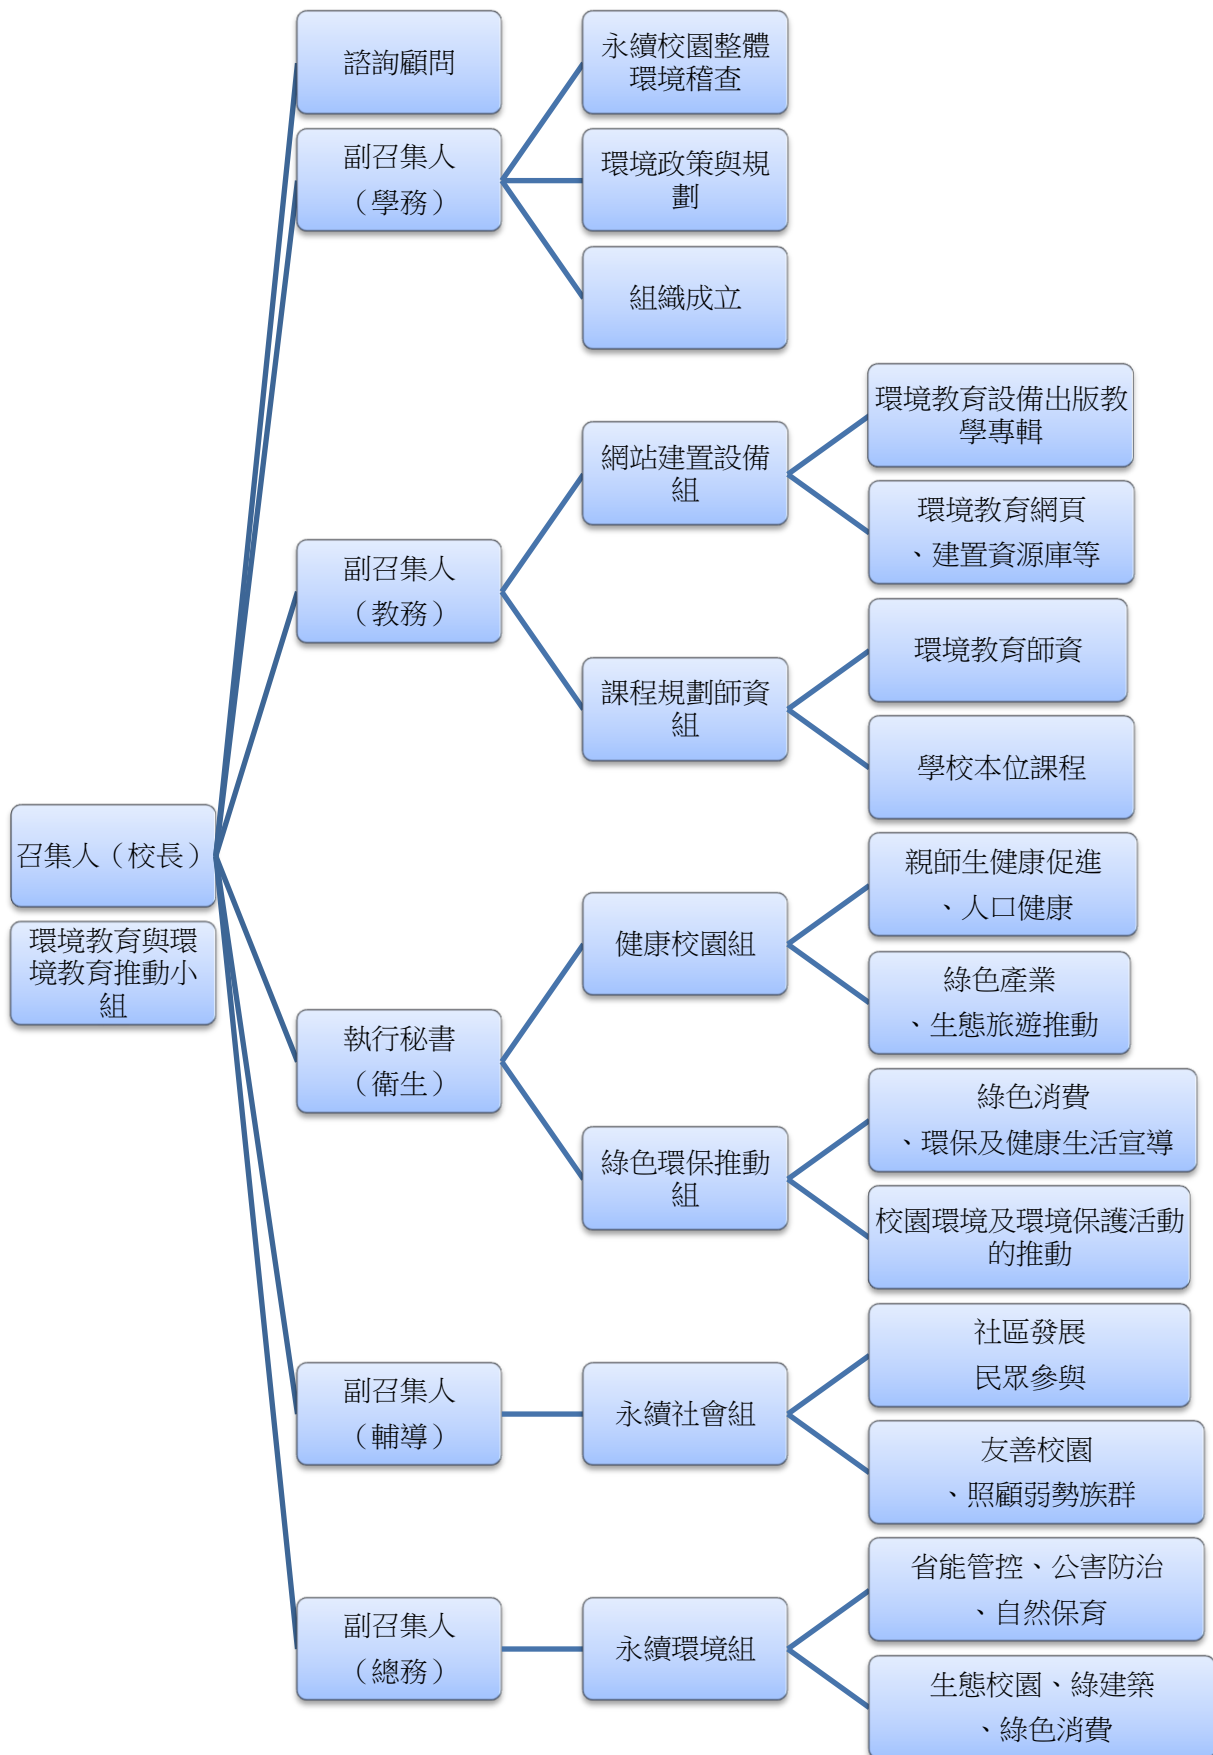 諮詢顧問
副召集人
（學務）
永續校園整體
環境稽查
環境政策與規
劃
組織成立
副召集人
（教務）
網站建置設備
組
環境教育設備出版教
學專輯
環境教育網頁
、建置資源庫等
課程規劃師資
組
環境教育師資
學校本位課程
召集人（校長）
環境教育與環
境教育推動小
組
執行秘書
（衛生）
健康校園組
親師生健康促進
、人口健康
綠色產業
、生態旅遊推動
綠色環保推動
組
綠色消費
、環保及健康生活宣導
校園環境及環境保護活動
的推動
副召集人
（輔導）
永續社會組
社區發展
民眾參與
友善校園
、照顧弱勢族群
副召集人
（總務）
永續環境組
省能管控、公害防治
、自然保育
生態校園、綠建築
、綠色消費